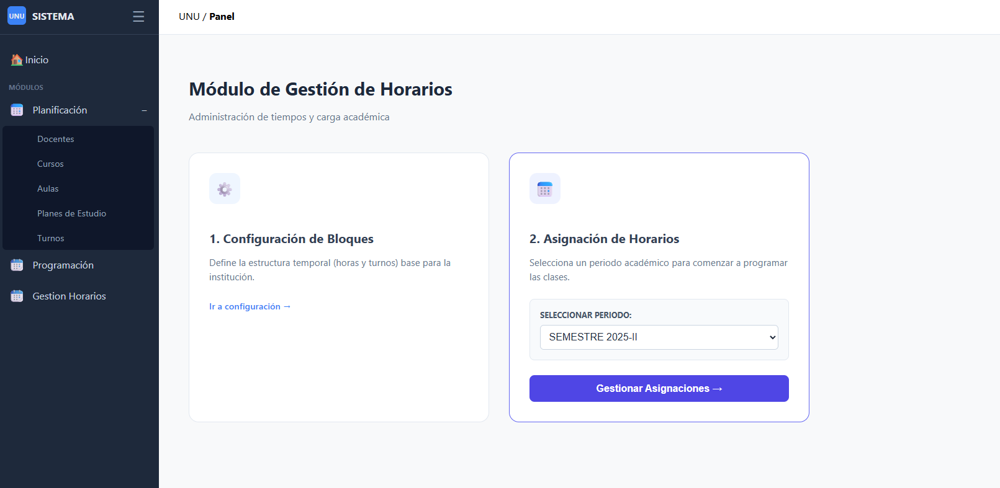 UNU SISTEMA ☰
UNU / Panel
Inicio
MÓDULOS
Planificación –
Docentes
Cursos
Aulas
Planes de Estudio
Turnos
Programación
Gestion Horarios
Módulo de Gestión de Horarios
Administración de tiempos y carga académica
1. Configuración de Bloques
Define la estructura temporal (horas y turnos) base para la
institución.
Ir a configuración →
2. Asignación de Horarios
Selecciona un periodo académico para comenzar a programar
las clases.
SELECCIONAR PERIODO:
SEMESTRE 2025-II
Gestionar Asignaciones →